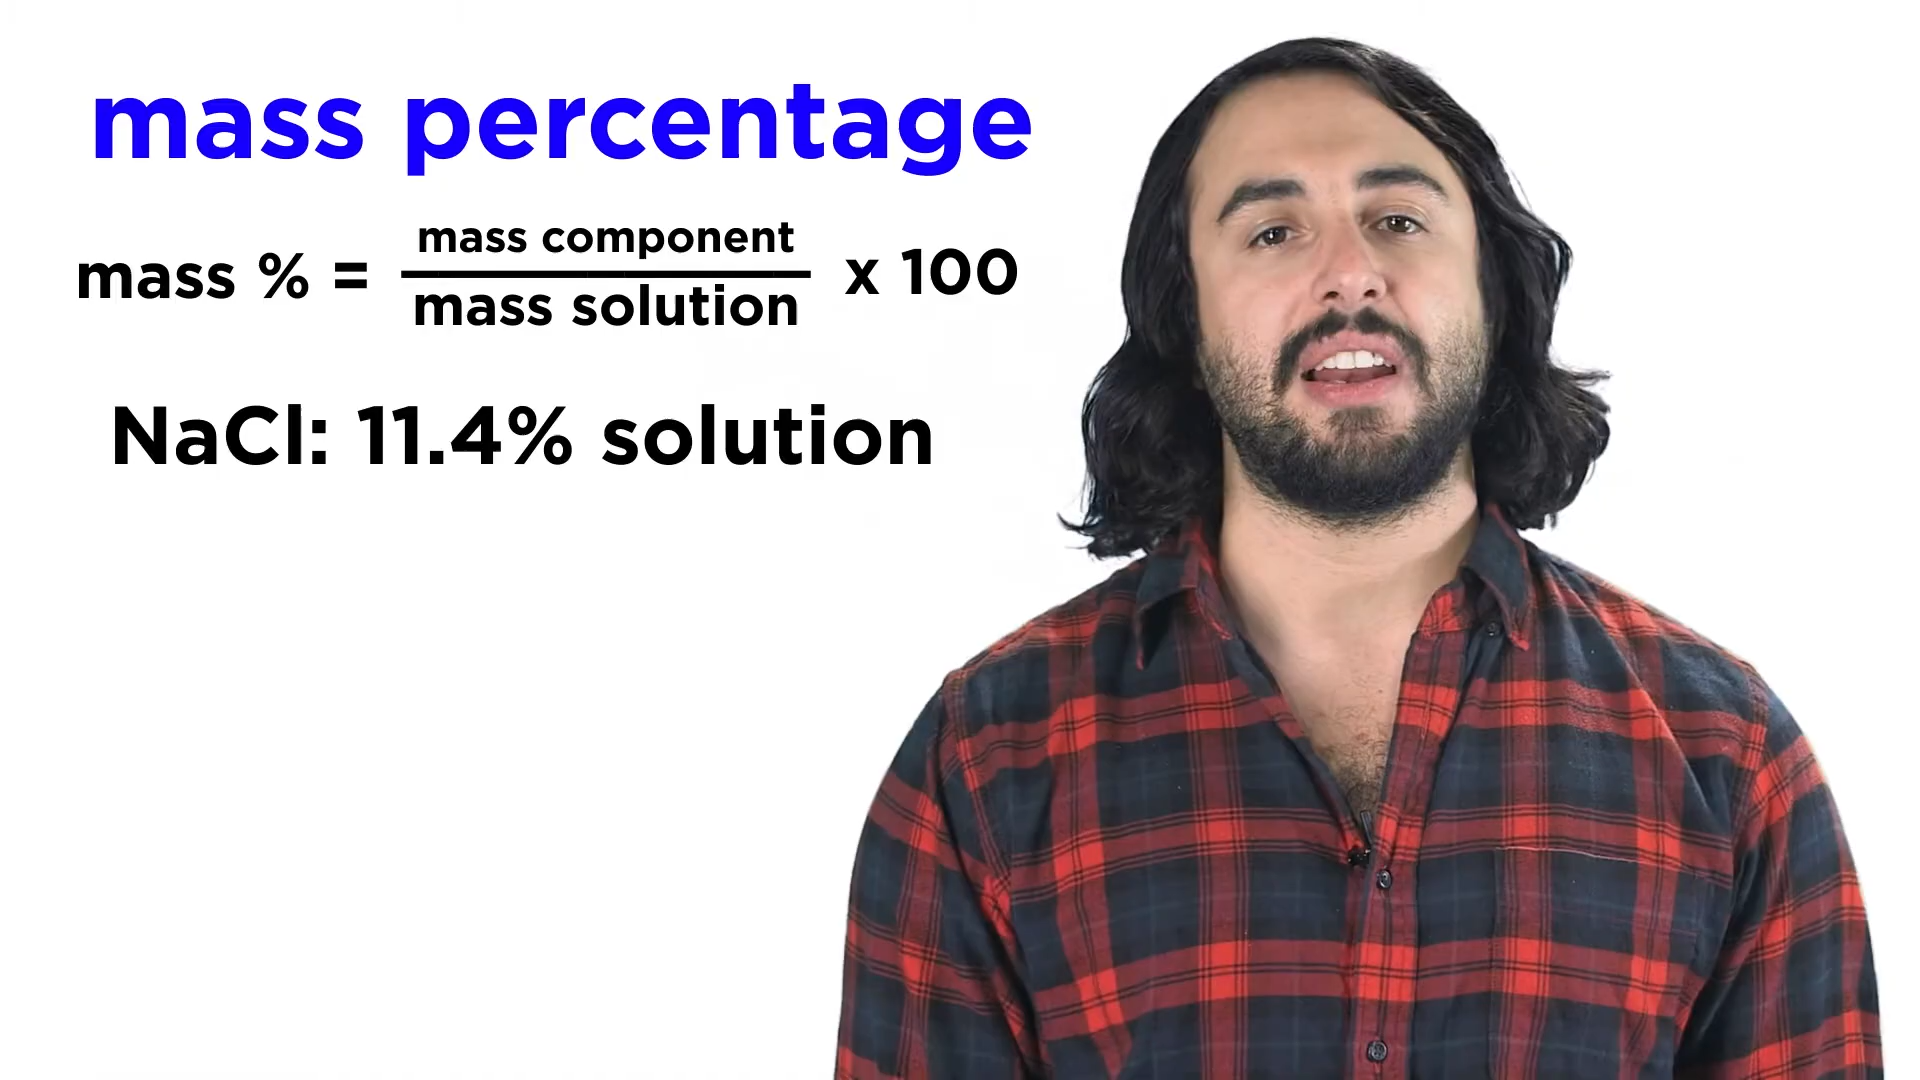 mass percentage
mass % = mass component / mass solution x 100
NaCl: 11.4% solution